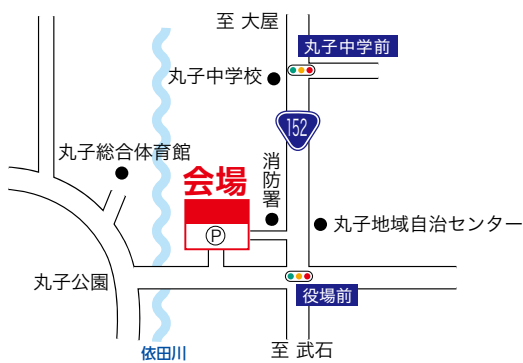 至 大屋
丸子中学前
丸子中学校
152
丸子総合体育館
消防署
会場
P
丸子地域自治センター
丸子公園
役場前
依田川
至 武石